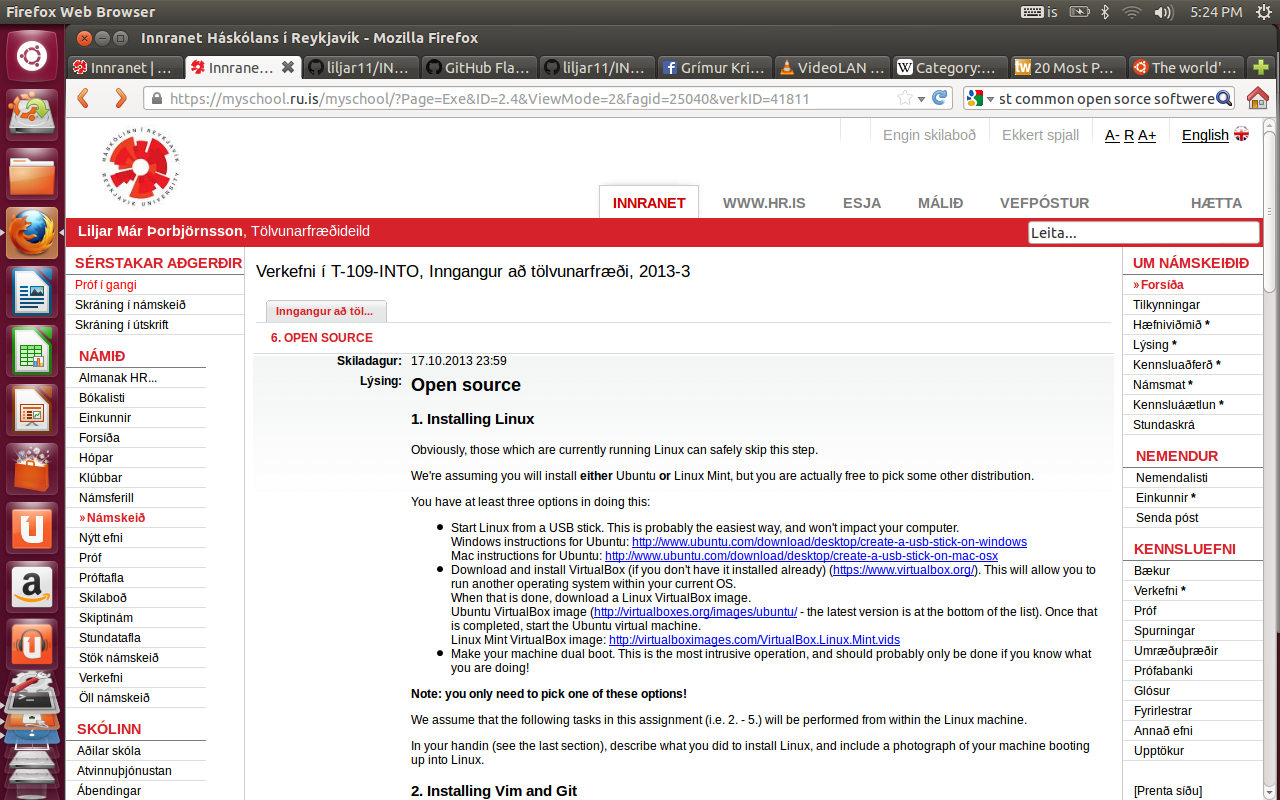 Firefox Web Browser
is
5:24 PM
Innranet Háskólans í Reykjavík - Mozilla Firefox
Innranet | ...
Innrane...
liljar11/IN...
GitHub Fla...
liljar11/IN...
Grímur Kri...
VideoLAN ...
Category:...
20 Most P...
The world'...
https://myschool.ru.is/myschool/?Page=Exe&ID=2.4&ViewMode=2&fagid=25040&verkID=41811
st common open sorce softwere
HÁSKÓLINN Í REYKJAVÍK
REYKJAVIK UNIVERSITY
Engin skilaboð
Ekkert spjall
A- R A+
English
INNRANET
WWW.HR.IS
ESJA
MÁLIÐ
VEFPÓSTUR
HÆTTA
Liljar Már Þorbjörnsson, Tölvunarfræðideild
Leita...
SÉRSTAKAR AÐGERÐIR
Próf í gangi
Skráning í námskeið
Skráning í útskrift
NÁMIÐ
Almanak HR...
Bókalisti
Einkunnir
Forsíða
Hópar
Klúbbar
Námsferill
»Námskeið
Nýtt efni
Próf
Próftafla
Skilaboð
Skiptinám
Stundatafla
Stök námskeið
Verkefni
Öll námskeið
SKÓLINN
Aðilar skóla
Atvinnuþjónustan
Ábendingar
Verkefni í T-109-INTO, Inngangur að tölvunarfræði, 2013-3
Inngangur að töl...
6. OPEN SOURCE
Skiladagur: 17.10.2013 23:59
Lýsing: Open source
1. Installing Linux
Obviously, those which are currently running Linux can safely skip this step.
We're assuming you will install either Ubuntu or Linux Mint, but you are actually free to pick some other distribution.
You have at least three options in doing this:
Start Linux from a USB stick. This is probably the easiest way, and won't impact your computer.
Windows instructions for Ubuntu: http://www.ubuntu.com/download/desktop/create-a-usb-stick-on-windows
Mac instructions for Ubuntu: http://www.ubuntu.com/download/desktop/create-a-usb-stick-on-mac-osx
Download and install VirtualBox (if you don't have it installed already) (https://www.virtualbox.org/). This will allow you to
run another operating system within your current OS.
When that is done, download a Linux VirtualBox image.
Ubuntu VirtualBox image (http://virtualboxes.org/images/ubuntu/ - the latest version is at the bottom of the list). Once that
is completed, start the Ubuntu virtual machine.
Linux Mint VirtualBox image: http://virtualboximages.com/VirtualBox.Linux.Mint.vids
Make your machine dual boot. This is the most intrusive operation, and should probably only be done if you know what
you are doing!
Note: you only need to pick one of these options!
We assume that the following tasks in this assignment (i.e. 2. - 5.) will be performed from within the Linux machine.
In your handin (see the last section), describe what you did to install Linux, and include a photograph of your machine booting
up into Linux.
2. Installing Vim and Git
UM NÁMSKEIÐIÐ
»Forsíða
Tilkynningar
Hæfniviðmið *
Lýsing *
Kennsluaðferð *
Námsmat *
Kennsluáætlun *
Stundaskrá
NEMENDUR
Nemendalisti
Einkunnir *
Senda póst
KENNSLUEFNI
Bækur
Verkefni *
Próf
Spurningar
Umræðuþræðir
Prófabanki
Glósur
Fyrirlestrar
Annað efni
Upptökur
[Prenta síðu]